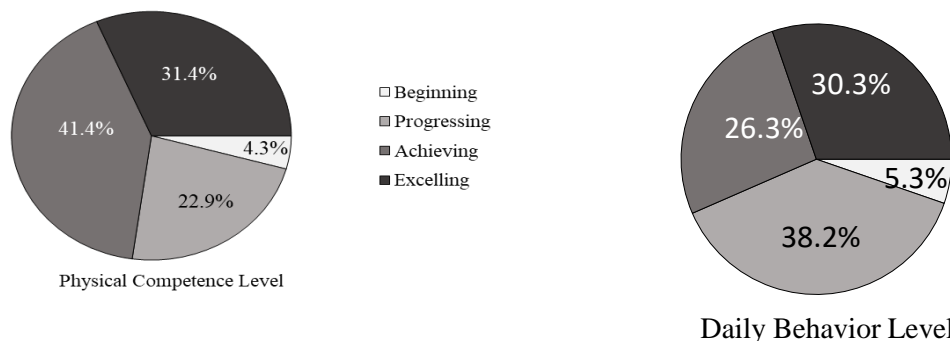 31.4%
41.4%
4.3%
22.9%
Physical Competence Level
Beginning
Progressing
Achieving
Excelling
30.3%
26.3%
5.3%
38.2%
Daily Behavior Level